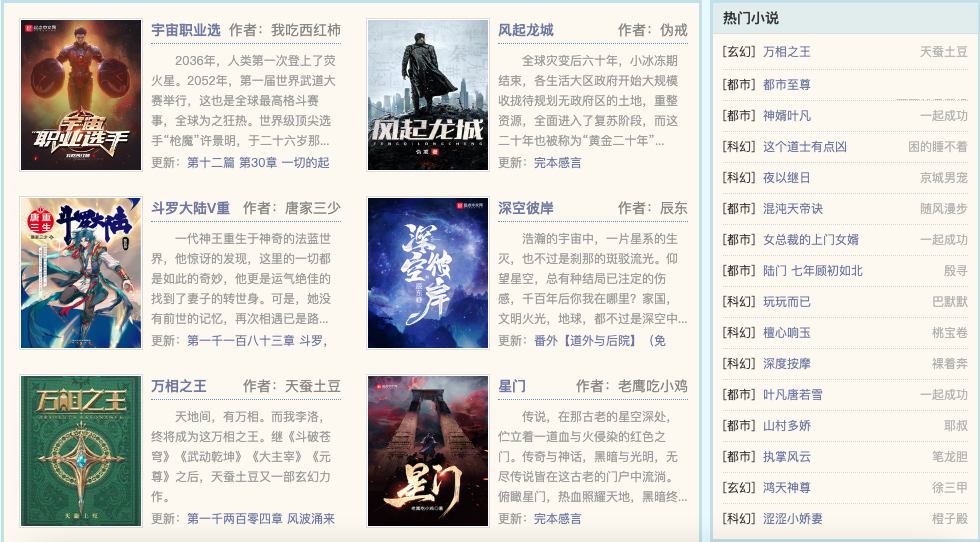 宇宙职业选 作者：我吃西红柿
2036年，人类第一次登上了荧
火星。2052年，第一届世界武道大
赛举行，这也是全球最高格斗赛
事，全球为之狂热。世界级顶尖选
手“枪魔”许景明，于二十六岁那...
更新：第十二篇 第30章 一切的起
宇宙
职业选手
风起龙城 作者：伪戒
全球灾变后六十年，小冰冻期
结束，各生活大区政府开始大规模
收拢待规划无政府区的土地，重整
资源，全面进入了复苏阶段，而这
二十年也被称为“黄金二十年”...
更新：完本感言
风起龙城
FENGQILONGCHENG
斗罗大陆V重 作者：唐家三少
一代神王重生于神奇的法蓝世
界，他惊讶的发现，这里的一切都
是如此的奇妙，他更是运气绝佳的
找到了妻子的转世身。可是，她没
有前世的记忆，再次相遇已是路...
更新：第一千一百八十三章 斗罗，
重生
唐三
斗罗大陆
深空彼岸 作者：辰东
浩瀚的宇宙中，一片星系的生
灭，也不过是刹那的斑驳流光。仰
望星空，总有种结局已注定的伤
感，千百年后你我在哪里？家国，
文明火光，地球，都不过是深空中...
更新：番外【道外与后院】（免
深空彼岸
万相之王 作者：天蚕土豆
天地间，有万相。而我李洛，
终将成为这万相之王。继《斗破苍
穹》《武动乾坤》《大主宰》《元
尊》之后，天蚕土豆又一部玄幻力
作。
更新：第一千两百零四章 风波涌来
万相之王
天蚕土豆
星门 作者：老鹰吃小鸡
传说，在那古老的星空深处，
伫立着一道血与火侵染的红色之
门。传奇与神话，黑暗与光明，无
尽传说皆在这古老的门户中流淌。
俯瞰星门，热血照耀天地，黑暗终...
更新：完本感言
星门
老鹰吃小鸡
热门小说
[玄幻] 万相之王 天蚕土豆
[都市] 都市至尊
[都市] 神婿叶凡 一起成功
[科幻] 这个道士有点凶 困的睡不着
[科幻] 夜以继日 京城男宠
[都市] 混沌天帝诀 随风漫步
[都市] 女总裁的上门女婿 一起成功
[都市] 陆门 七年顾初如北 殷寻
[科幻] 玩玩而已 巴默默
[科幻] 檀心响玉 桃宝卷
[科幻] 深度按摩 裸着奔
[都市] 叶凡唐若雪 一起成功
[都市] 山村多娇 耶叔
[都市] 执掌风云 笔龙胆
[玄幻] 鸿天神尊 徐三甲
[科幻] 涩涩小娇妻 橙子殿